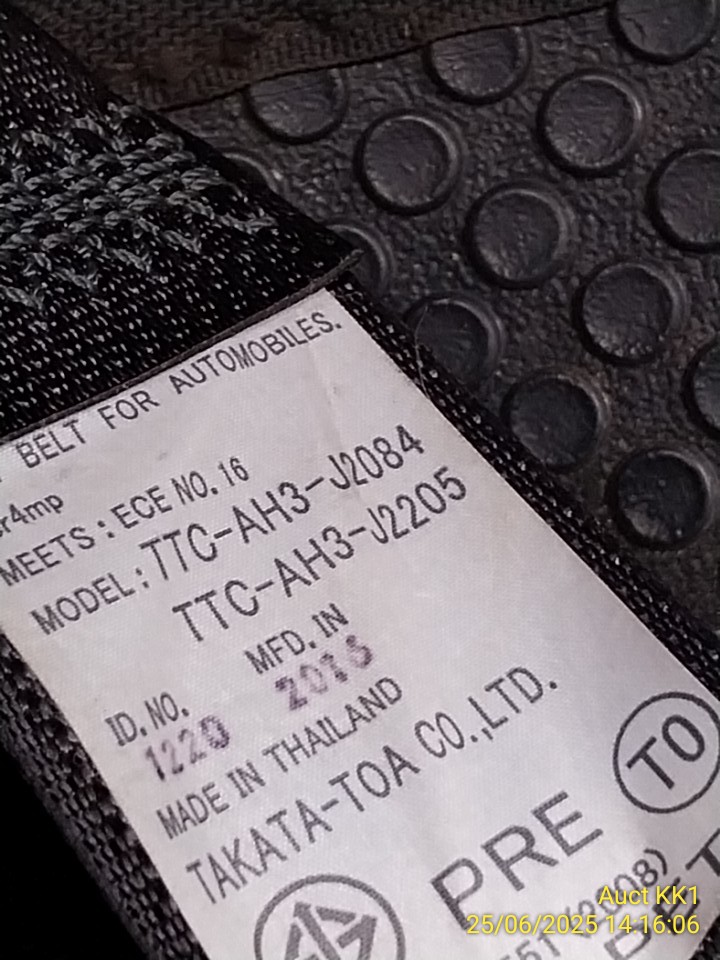 BELT FOR AUTOMOBILES.
r4mp
MEETS : ECE NO. 16
MODEL : TTC-AH3-J2084
TTC-AH3-J2205
ID. NO. MFD. IN
1220 2015
MADE IN THAILAND
TAKATA-TOA CO.,LTD.
PRE TO
Auct KK1
25/06/2025 14:16:06